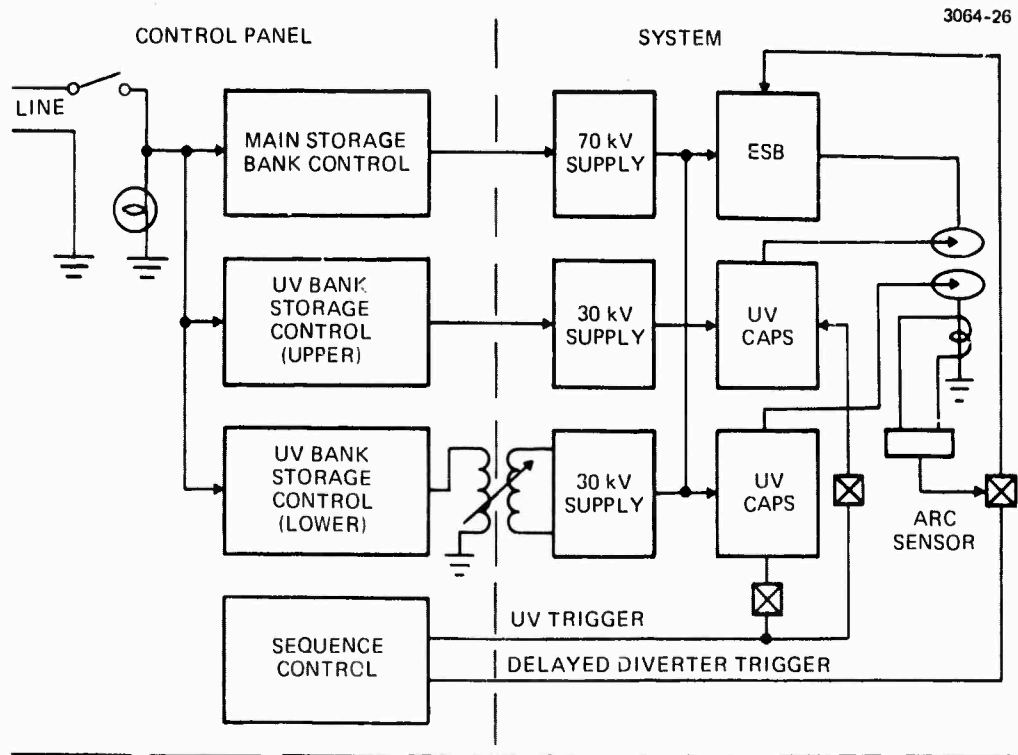 3064-26
CONTROL PANEL
SYSTEM
LINE
MAIN STORAGE
BANK CONTROL
70 kV
SUPPLY
ESB
UV BANK
STORAGE
CONTROL
(UPPER)
30 kV
SUPPLY
UV
CAPS
UV BANK
STORAGE
CONTROL
(LOWER)
30 kV
SUPPLY
UV
CAPS
ARC
SENSOR
SEQUENCE
CONTROL
UV TRIGGER
DELAYED DIVERTER TRIGGER